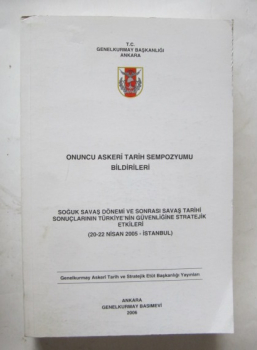 T.C.
GENELKURMAY BAŞKANLIĞI
ANKARA
ONUNCU ASKERİ TARİH SEMPOZYUMU
BİLDİRİLERİ
SOĞUK SAVAŞ DÖNEMİ VE SONRASI SAVAŞ TARİHİ
SONUÇLARININ TÜRKİYE'NİN GÜVENLİĞİNE STRATEJİK
ETKİLERİ
(20-22 NİSAN 2005 - İSTANBUL)
Genelkurmay Askeri Tarih ve Stratejik Etüt Başkanlığı Yayınları
ANKARA
GENELKURMAY BASIMEVİ
2006